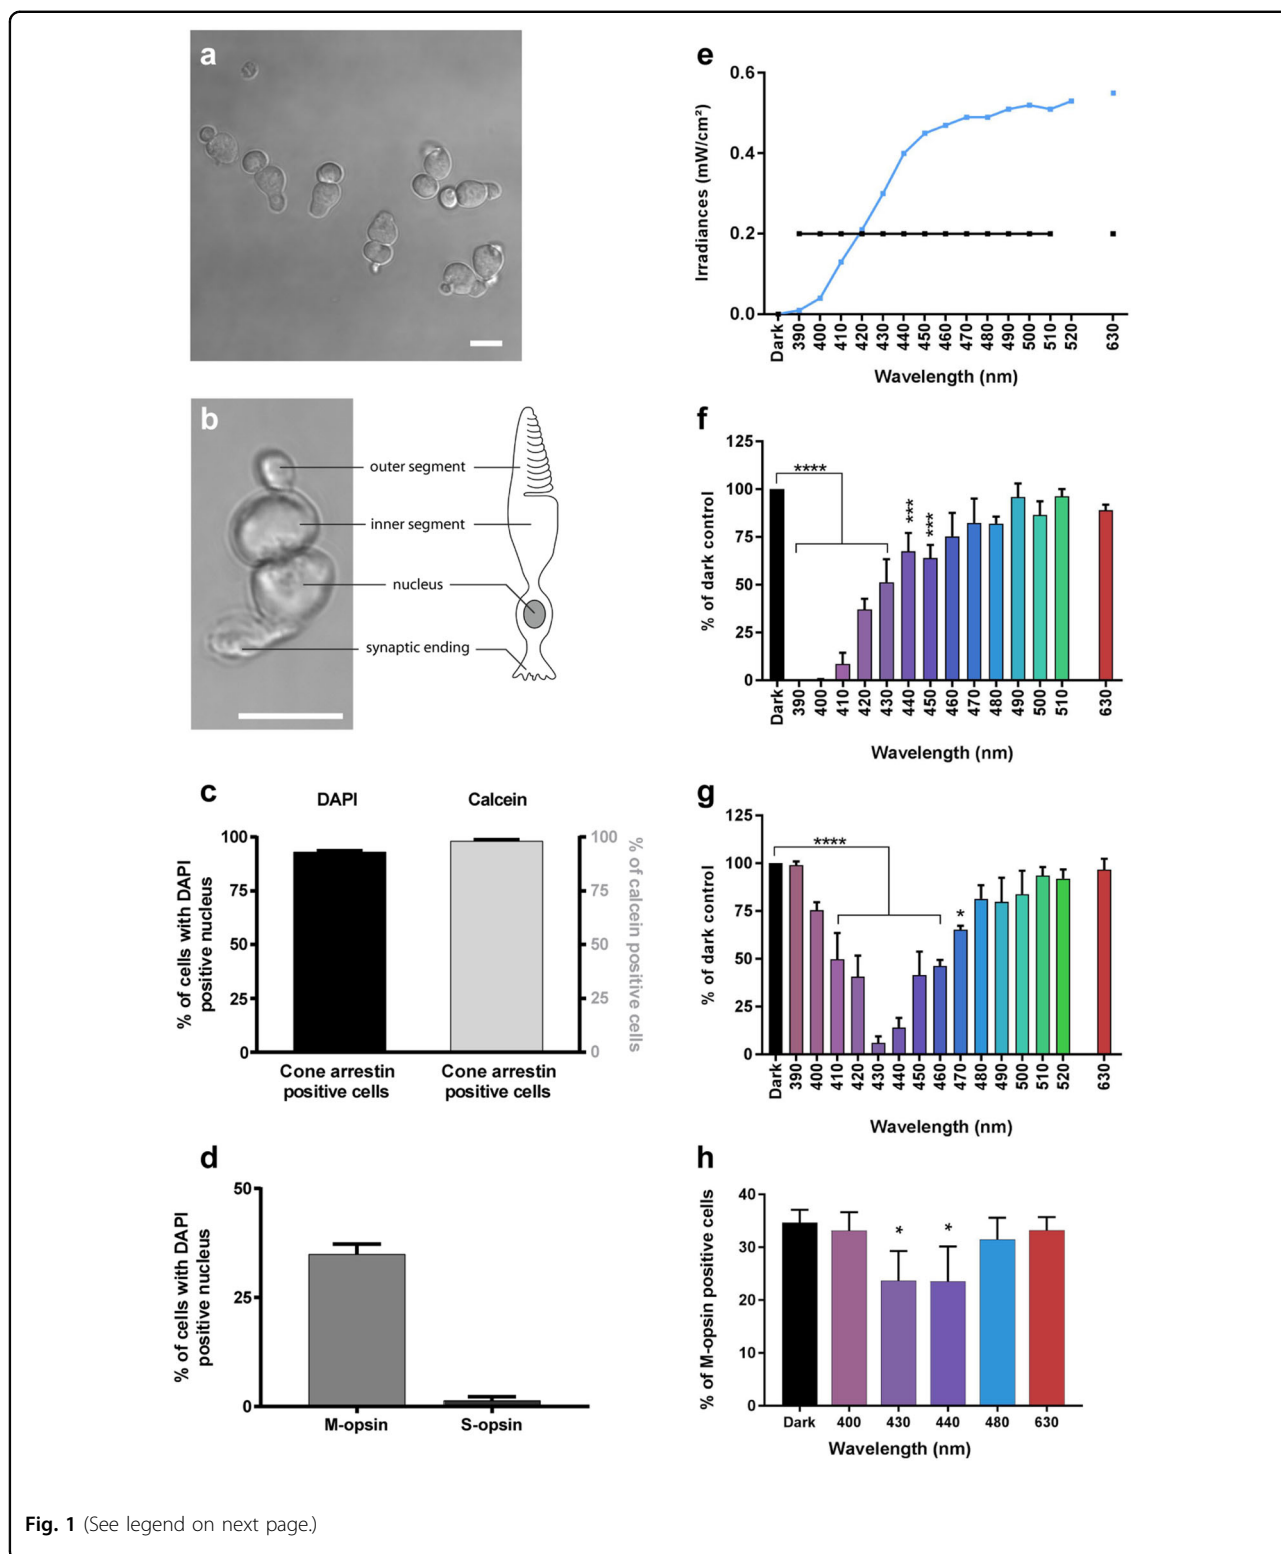 a
b
outer segment
inner segment
nucleus
synaptic ending
c
DAPI
Calcein
% of cells with DAPI
positive nucleus
100
75
50
25
0
100
75
50
25
0
% of calcein positive
cells
Cone arrestin
positive cells
Cone arrestin
positive cells
d
% of cells with DAPI
positive nucleus
50
25
0
M-opsin
S-opsin
e
Irradiances (mW/cm²)
0.6
0.4
0.2
0.0
Dark
390
400
410
420
430
440
450
460
470
480
490
500
510
520
630
Wavelength (nm)
f
% of dark control
125
100
75
50
25
0
****
***
***
Dark
390
400
410
420
430
440
450
460
470
480
490
500
510
630
Wavelength (nm)
g
% of dark control
125
100
75
50
25
0
****
*
Dark
390
400
410
420
430
440
450
460
470
480
490
500
510
520
630
Wavelength (nm)
h
% of M-opsin positive cells
40
30
20
10
0
*
*
Dark 400 430 440 480 630
Wavelength (nm)
Fig. 1 (See legend on next page.)